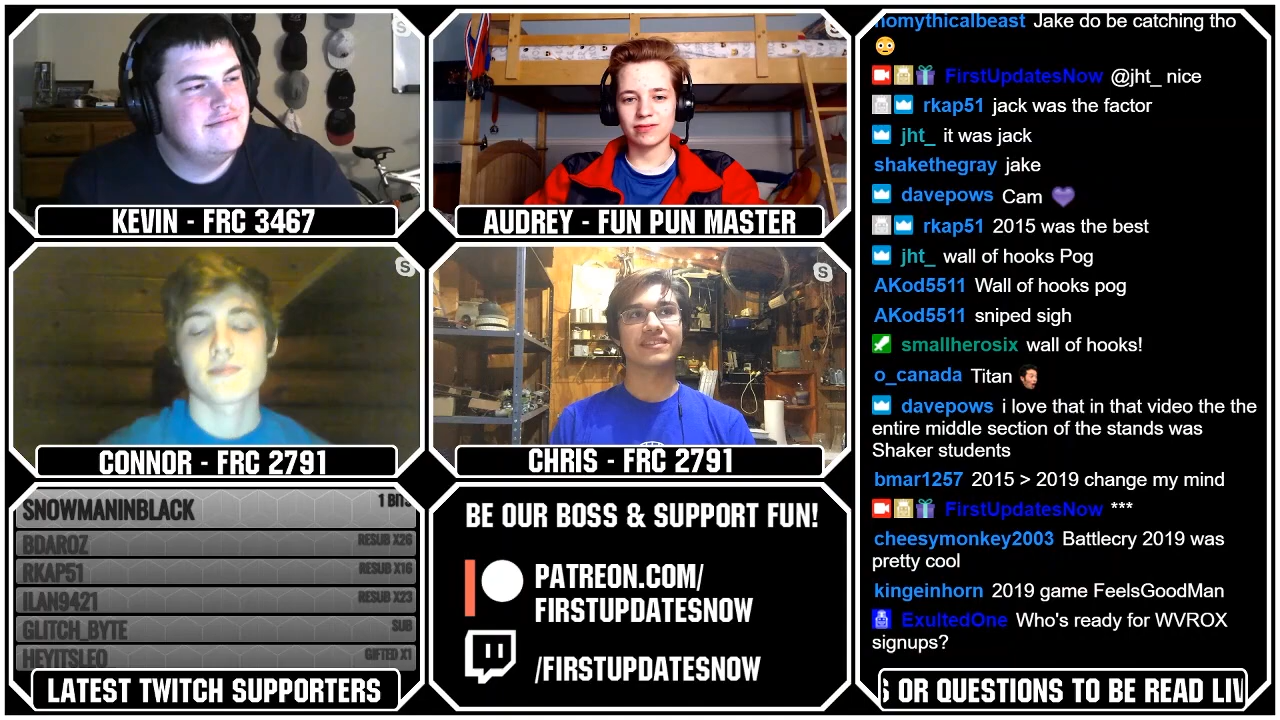 KEVIN - FRC 3467
AUDREY - FUN PUN MASTER
CONNOR - FRC 2791
CHRIS - FRC 2791
SNOWMANINBLACK 1 BITS
BDAROZ RESUB X26
RKAP51 RESUB X16
ILAN9421 RESUB X23
GLITCH_BYTE SUB
HEYITSLEO_ GIFTED X1
LATEST TWITCH SUPPORTERS
BE OUR BOSS & SUPPORT FUN!
PATREON.COM/
FIRSTUPDATESNOW
/FIRSTUPDATESNOW
nomythicalbeast Jake do be catching tho
😳
FirstUpdatesNow @jht_ nice
rkap51 jack was the factor
jht_ it was jack
shakethegray jake
davepows Cam 💜
rkap51 2015 was the best
jht_ wall of hooks Pog
AKod5511 Wall of hooks pog
AKod5511 sniped sigh
smallherosix wall of hooks!
o_canada Titan
davepows i love that in that video the the
entire middle section of the stands was
Shaker students
bmar1257 2015 > 2019 change my mind
FirstUpdatesNow ***
cheesymonkey2003 Battlecry 2019 was
pretty cool
kingeinhorn 2019 game FeelsGoodMan
ExultedOne Who's ready for WVROX
signups?
S OR QUESTIONS TO BE READ LIV